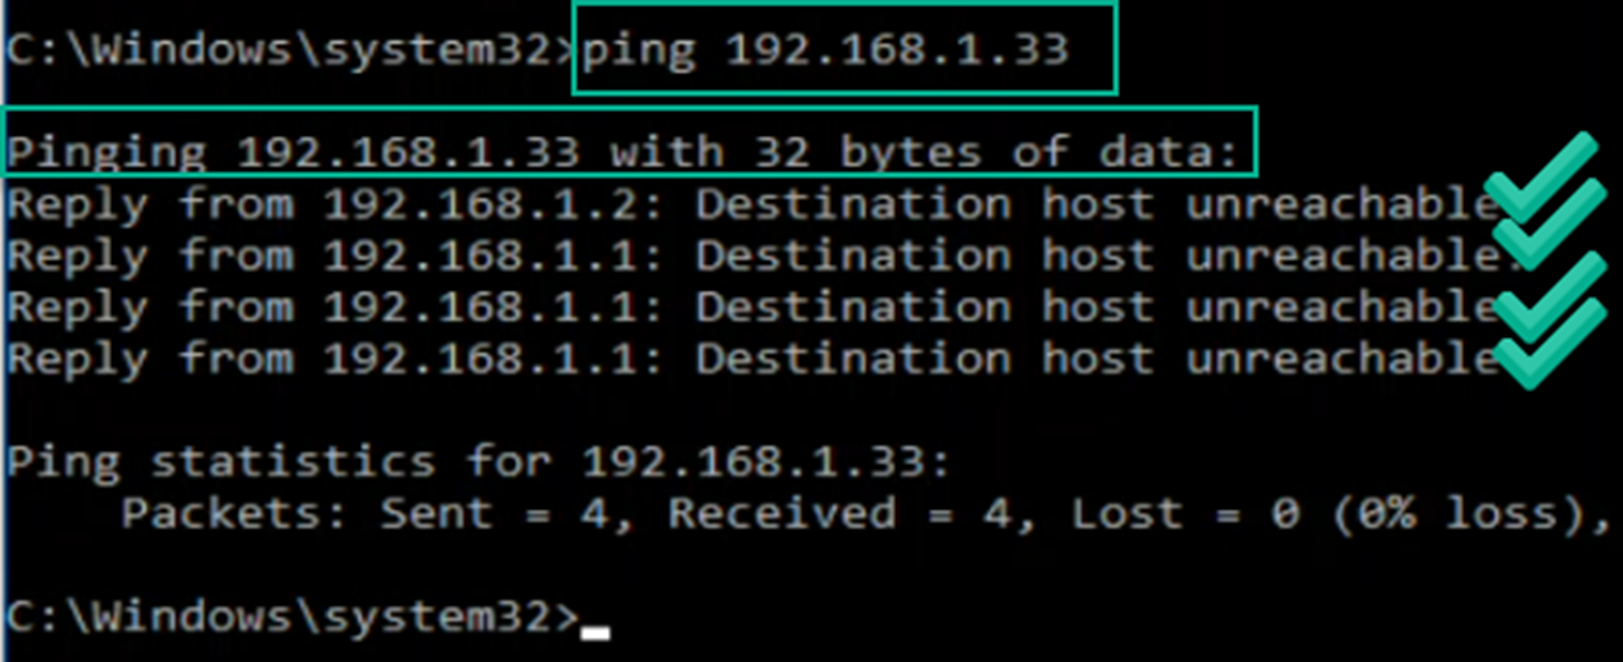 C:\Windows\system32>ping 192.168.1.33
Pinging 192.168.1.33 with 32 bytes of data:
Reply from 192.168.1.2: Destination host unreachable
Reply from 192.168.1.1: Destination host unreachable.
Reply from 192.168.1.1: Destination host unreachable
Reply from 192.168.1.1: Destination host unreachable
Ping statistics for 192.168.1.33:
    Packets: Sent = 4, Received = 4, Lost = 0 (0% loss),
C:\Windows\system32>